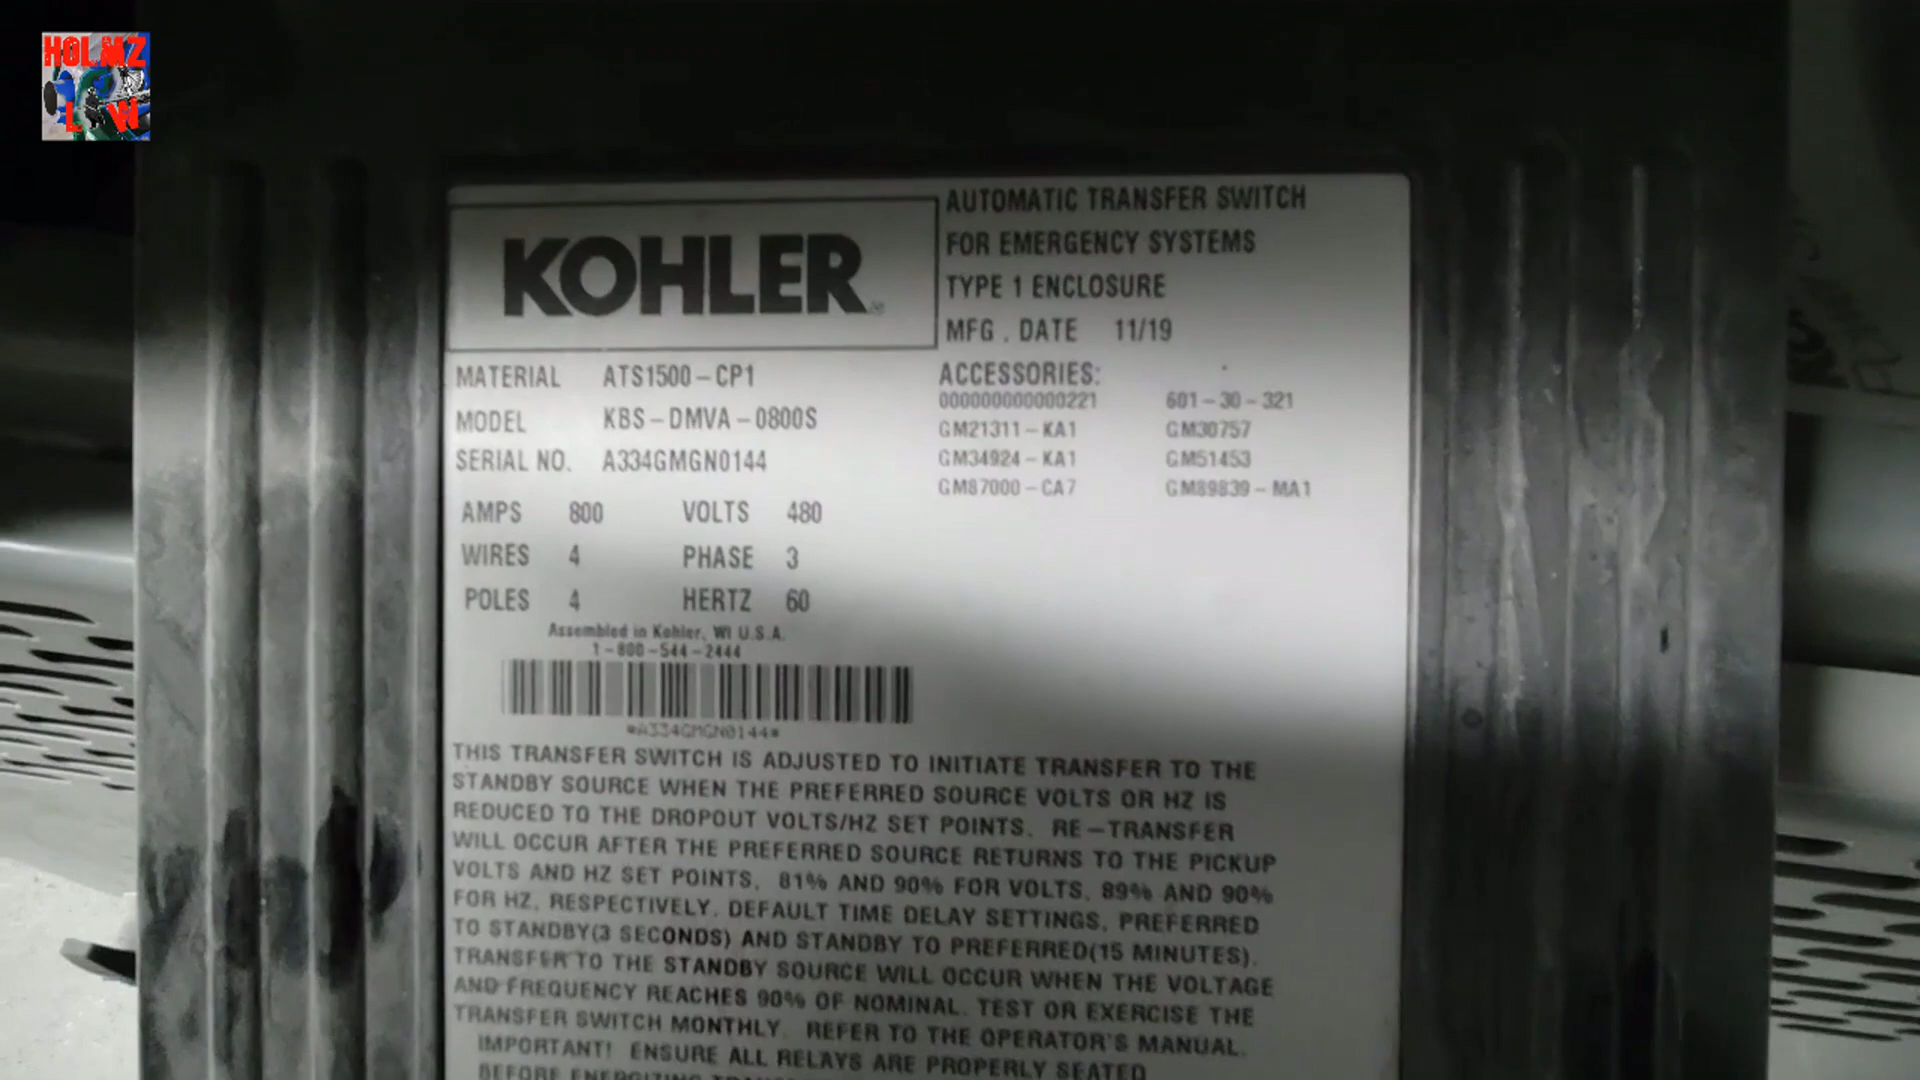 HOLMZ
L W
KOHLER
AUTOMATIC TRANSFER SWITCH
FOR EMERGENCY SYSTEMS
TYPE 1 ENCLOSURE
MFG . DATE 11/19
MATERIAL ATS1500-CP1
MODEL KBS-DMVA-0800S
SERIAL NO. A334GMGN0144
AMPS 800 VOLTS 480
WIRES 4 PHASE 3
POLES 4 HERTZ 60
Assembled in Kohler, WI U.S.A.
1-800-544-2444
*A334GMGN0144*
ACCESSORIES:
000000000000221 601-30-321
GM21311-KA1 GM30757
GM34924-KA1 GM51453
GM87000-CA7 GM89839-MA1
THIS TRANSFER SWITCH IS ADJUSTED TO INITIATE TRANSFER TO THE
STANDBY SOURCE WHEN THE PREFERRED SOURCE VOLTS OR HZ IS
REDUCED TO THE DROPOUT VOLTS/HZ SET POINTS. RE-TRANSFER
WILL OCCUR AFTER THE PREFERRED SOURCE RETURNS TO THE PICKUP
VOLTS AND HZ SET POINTS, 81% AND 90% FOR VOLTS, 89% AND 90%
FOR HZ, RESPECTIVELY. DEFAULT TIME DELAY SETTINGS, PREFERRED
TO STANDBY(3 SECONDS) AND STANDBY TO PREFERRED(15 MINUTES).
TRANSFER TO THE STANDBY SOURCE WILL OCCUR WHEN THE VOLTAGE
AND FREQUENCY REACHES 90% OF NOMINAL. TEST OR EXERCISE THE
TRANSFER SWITCH MONTHLY. REFER TO THE OPERATOR'S MANUAL.
IMPORTANT! ENSURE ALL RELAYS ARE PROPERLY SEATED
BEFORE ENERGIZING